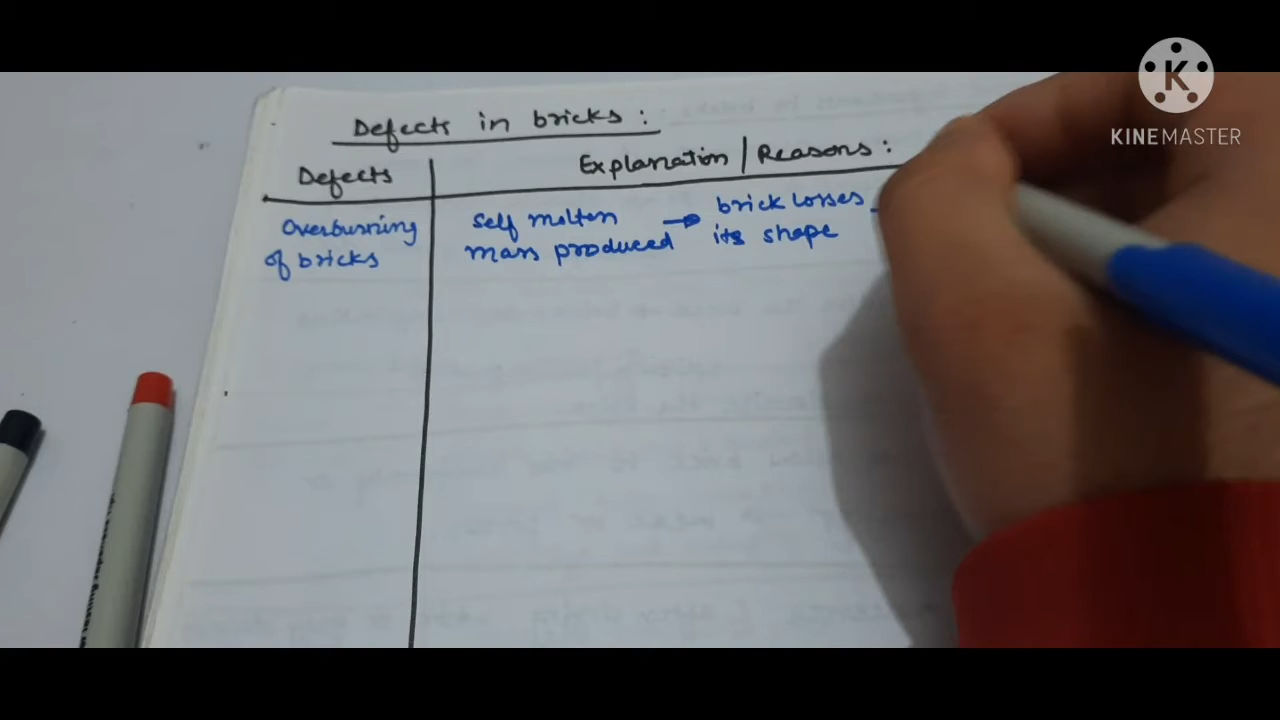 KINEMASTER
Defects in bricks :
Defects
Explanation / Reasons :
Overburning
of bricks
Self molten
mass produced
→ brick losses
its shape